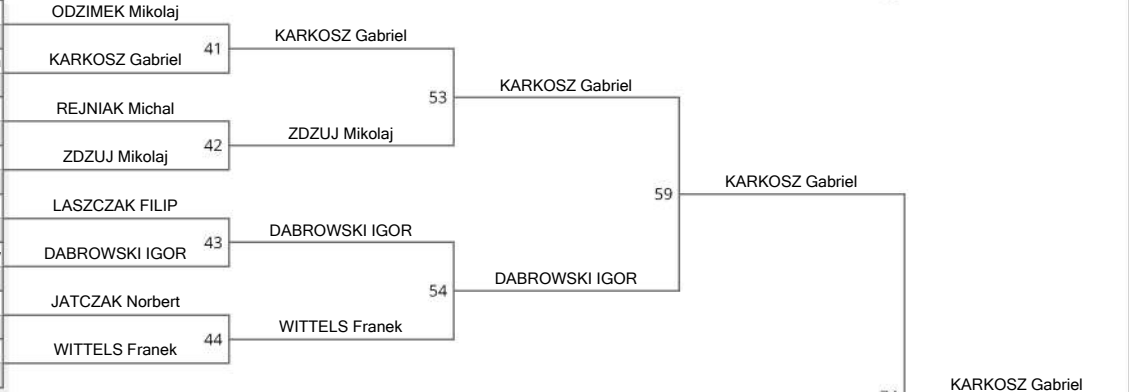 ODZIMEK Mikolaj
41
KARKOSZ Gabriel
KARKOSZ Gabriel
53
KARKOSZ Gabriel
REJNIAK Michal
42
ZDZUJ Mikolaj
ZDZUJ Mikolaj
59
KARKOSZ Gabriel
LASZCZAK FILIP
43
DABROWSKI IGOR
DABROWSKI IGOR
54
DABROWSKI IGOR
JATCZAK Norbert
44
WITTELS Franek
WITTELS Franek
KARKOSZ Gabriel